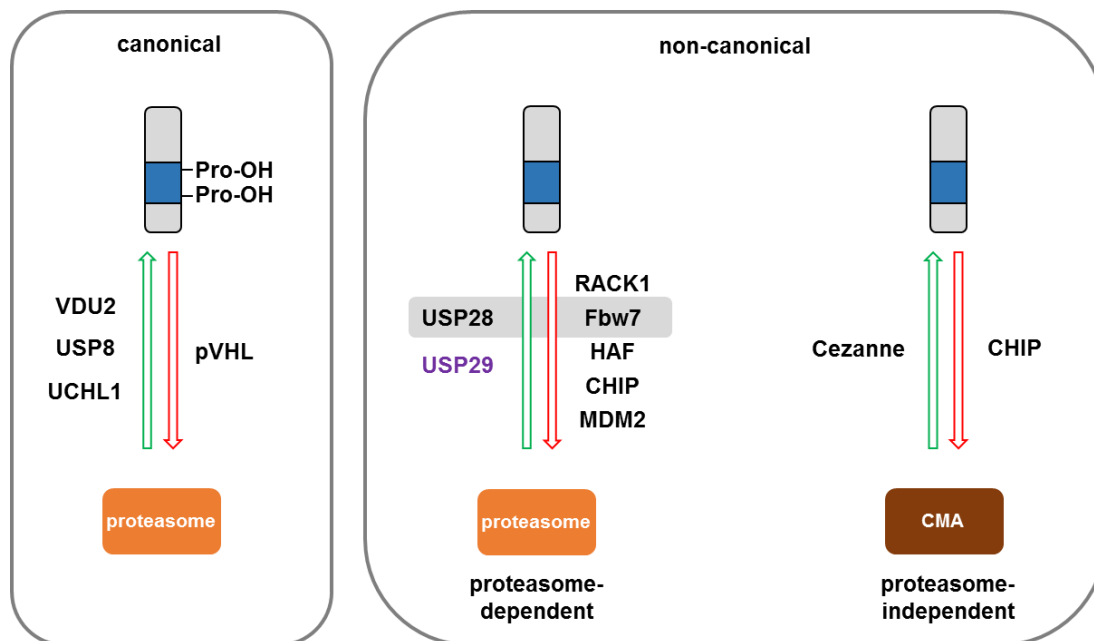 canonical
Pro-OH
Pro-OH
VDU2
USP8
UCHL1
pVHL
proteasome
non-canonical
USP28
USP29
RACK1
Fbw7
HAF
CHIP
MDM2
proteasome
proteasome-
dependent
Cezanne
CHIP
CMA
proteasome-
independent